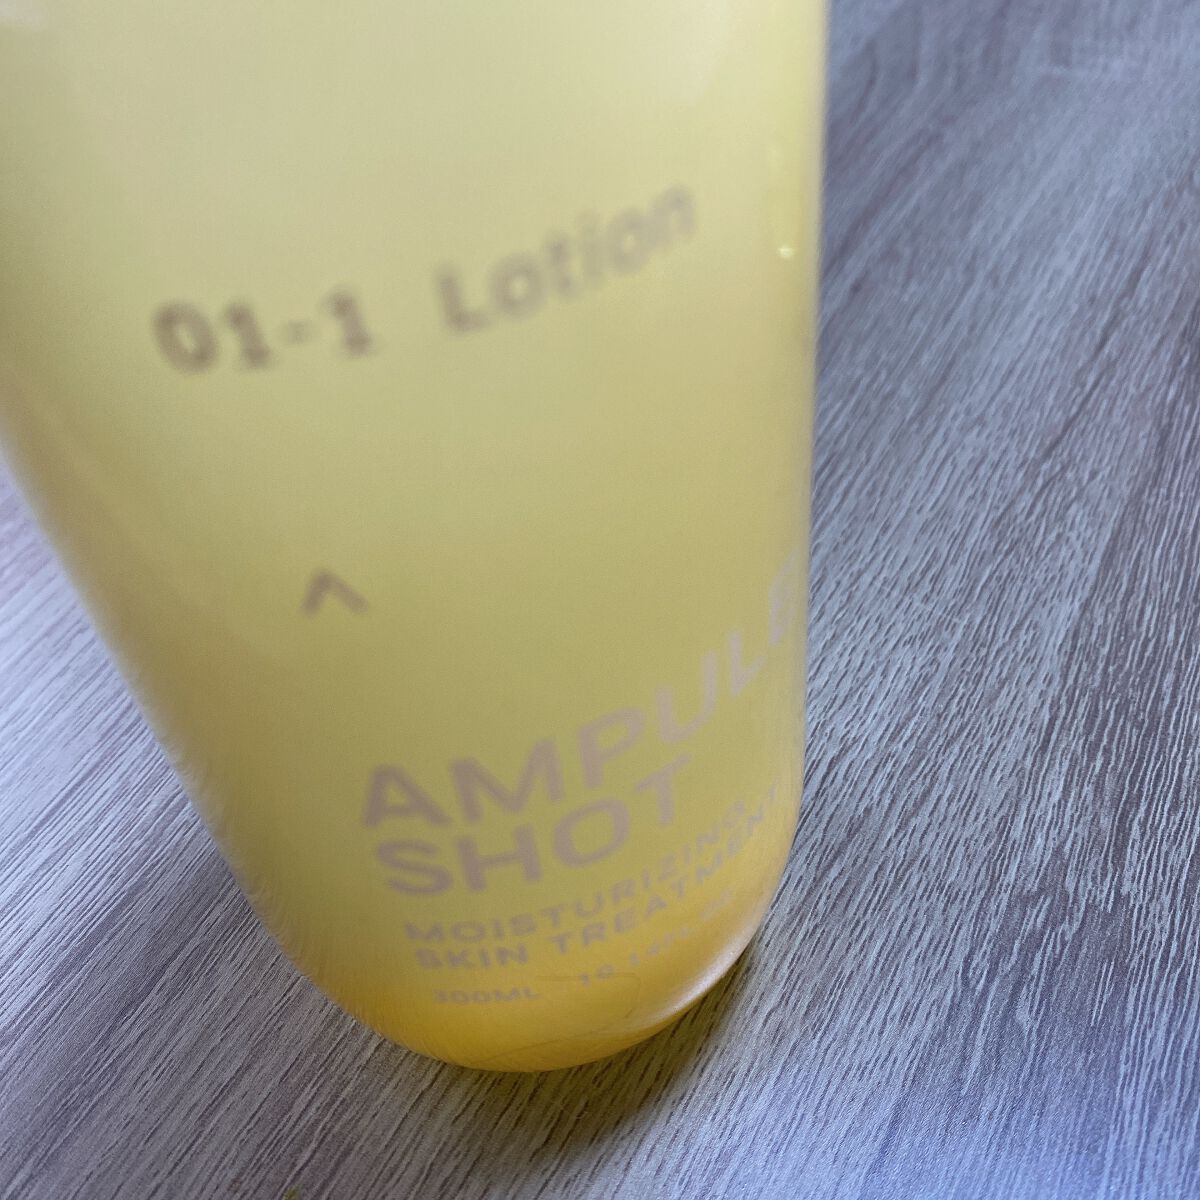 01-1 Lotion
AMPULE
SHOT
MOISTURIZING
SKIN TREATMENT
300ML